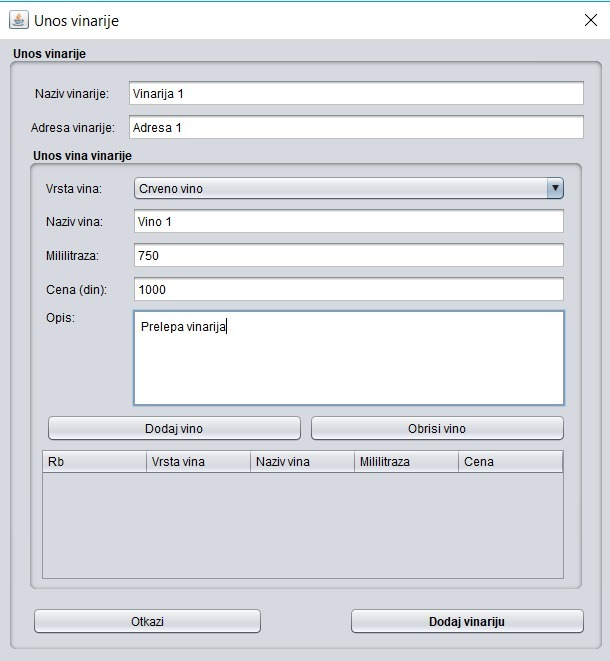 Unos vinarije
Unos vinarije
Naziv vinarije: Vinarija 1
Adresa vinarije: Adresa 1
Unos vina vinarije
Vrsta vina: Crveno vino
Naziv vina: Vino 1
Mililitraza: 750
Cena (din): 1000
Opis: Prelepa vinarija
Dodaj vino Obrisi vino
Rb Vrsta vina Naziv vina Mililitraza Cena
Otkazi Dodaj vinariju